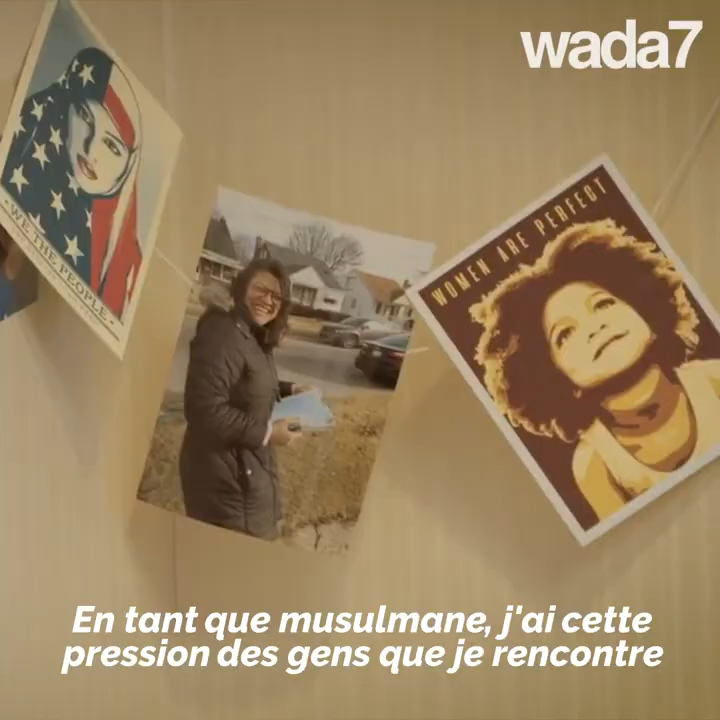 wada7
WE THE PEOPLE
WOMEN ARE PERFECT
En tant que musulmane, j'ai cette
pression des gens que je rencontre